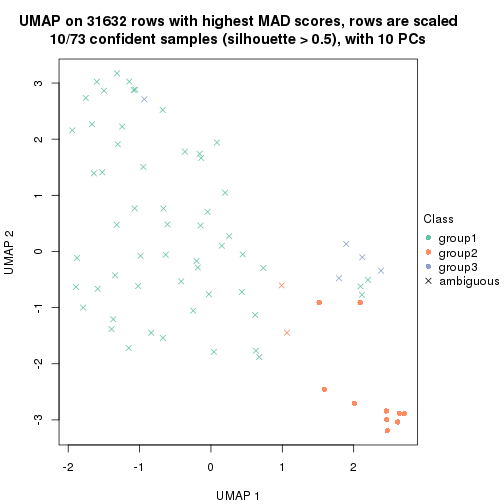 UMAP on 31632 rows with highest MAD scores, rows are scaled
10/73 confident samples (silhouette > 0.5), with 10 PCs
3
2
1
0
-1
-2
-3
UMAP 2
-2
-1
0
1
2
UMAP 1
Class
group1
group2
group3
ambiguous